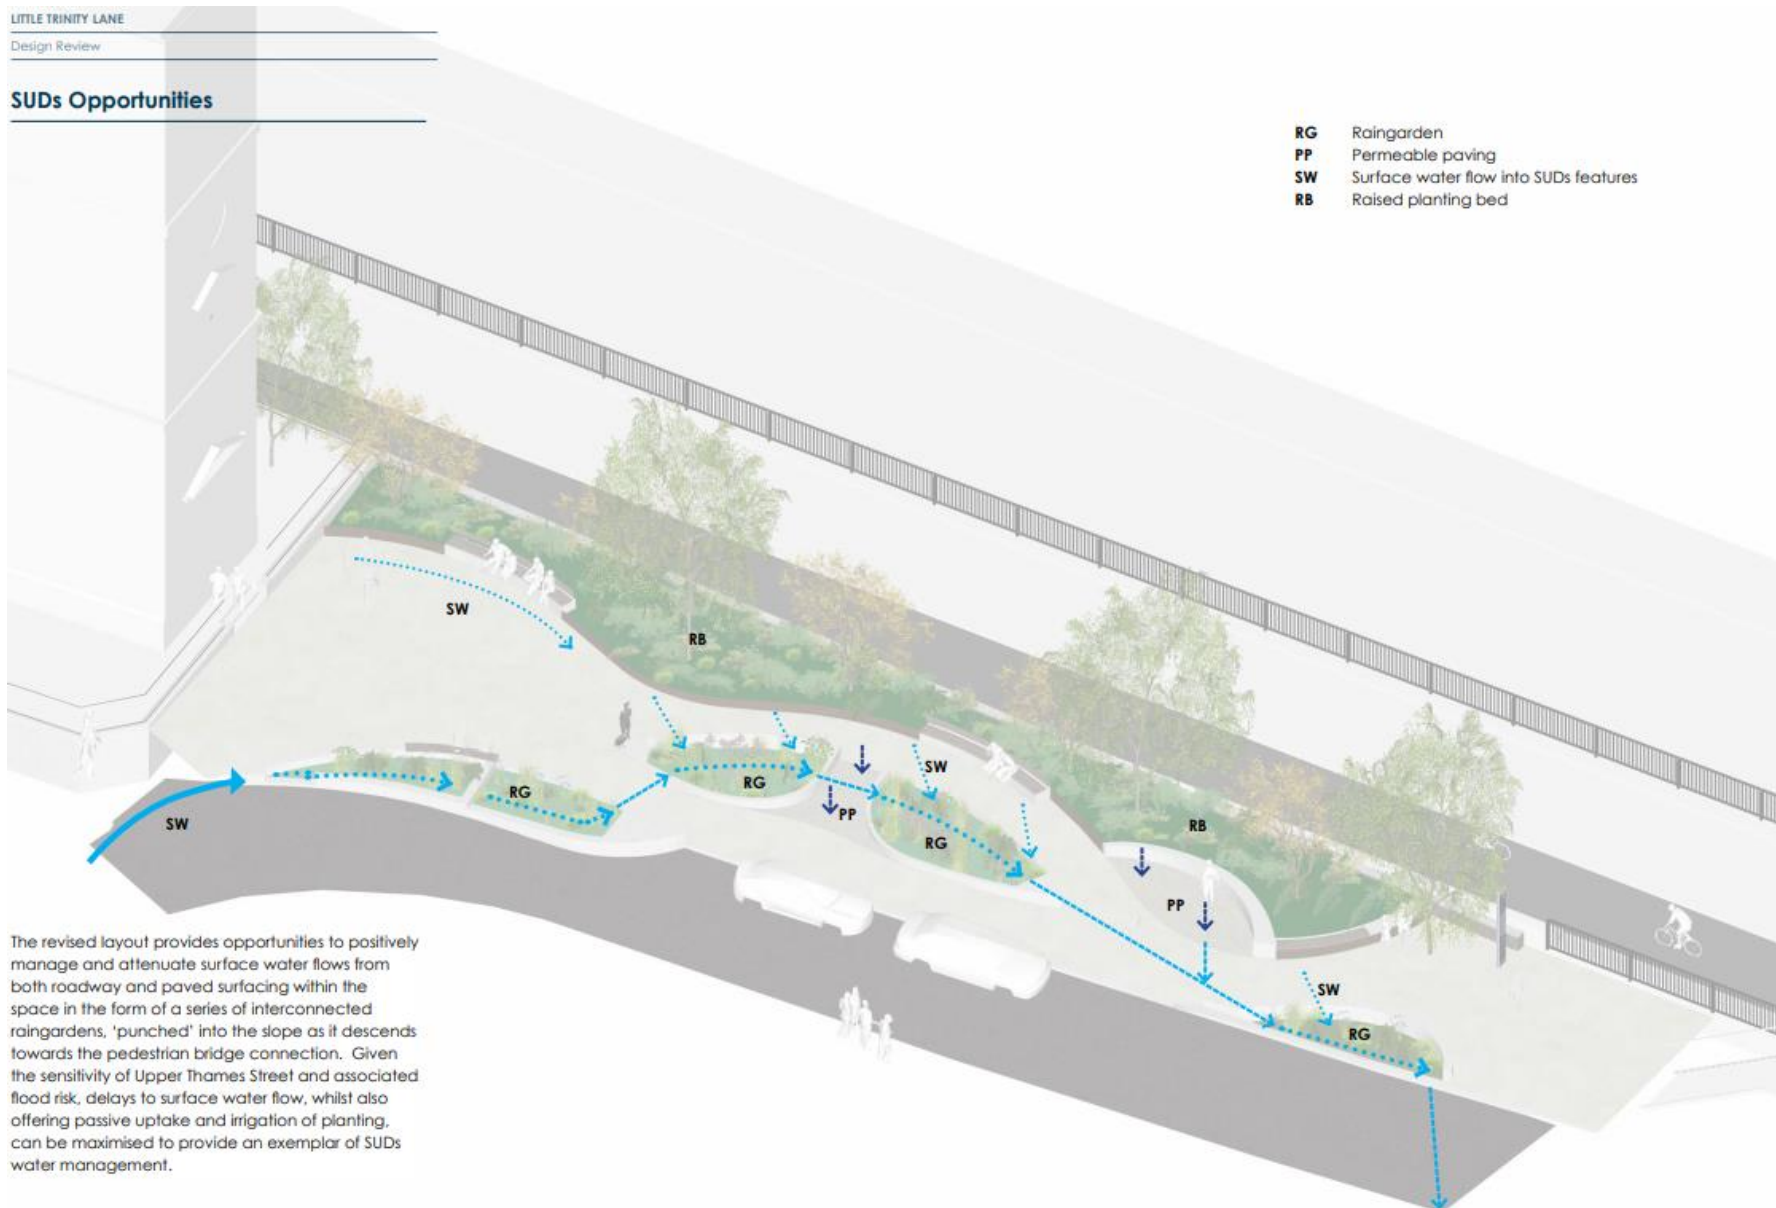 LITTLE TRINITY LANE
Design Review
SUDs Opportunities
RG Raingarden
PP Permeable paving
SW Surface water flow into SUDs features
RB Raised planting bed
SW
RB
RG
SW
RG
SW
PP
RG
RB
PP
SW
RG
The revised layout provides opportunities to positively
manage and attenuate surface water flows from
both roadway and paved surfacing within the
space in the form of a series of interconnected
raingardens, ‘punched’ into the slope as it descends
towards the pedestrian bridge connection. Given
the sensitivity of Upper Thames Street and associated
flood risk, delays to surface water flow, whilst also
offering passive uptake and irrigation of planting,
can be maximised to provide an exemplar of SUDs
water management.